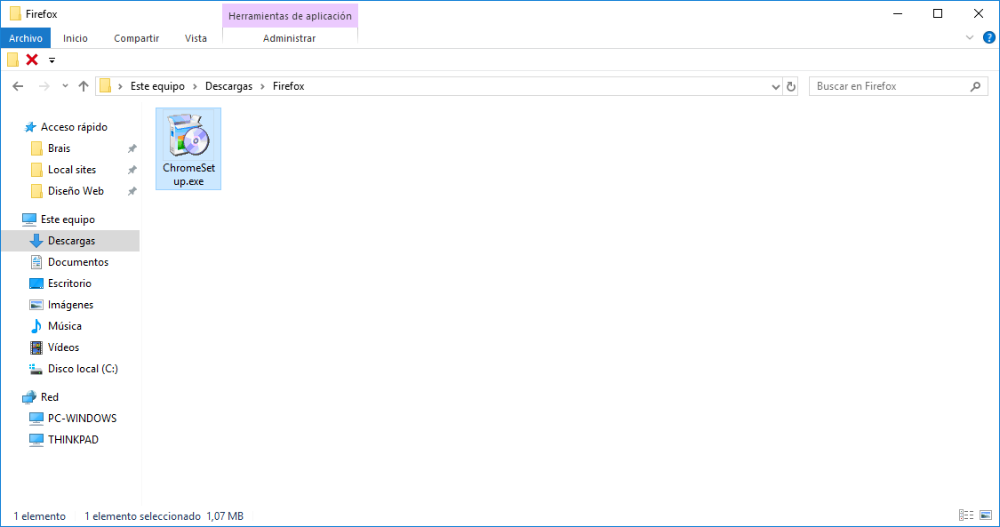 Firefox
Herramientas de aplicación
Archivo
Inicio
Compartir
Vista
Administrar
Este equipo
Descargas
Firefox
Buscar en Firefox
Acceso rápido
Brais
Local sites
Diseño Web
Este equipo
Descargas
Documentos
Escritorio
Imágenes
Música
Vídeos
Disco local (C:)
Red
PC-WINDOWS
THINKPAD
ChromeSet
up.exe
1 elemento
1 elemento seleccionado 1,07 MB